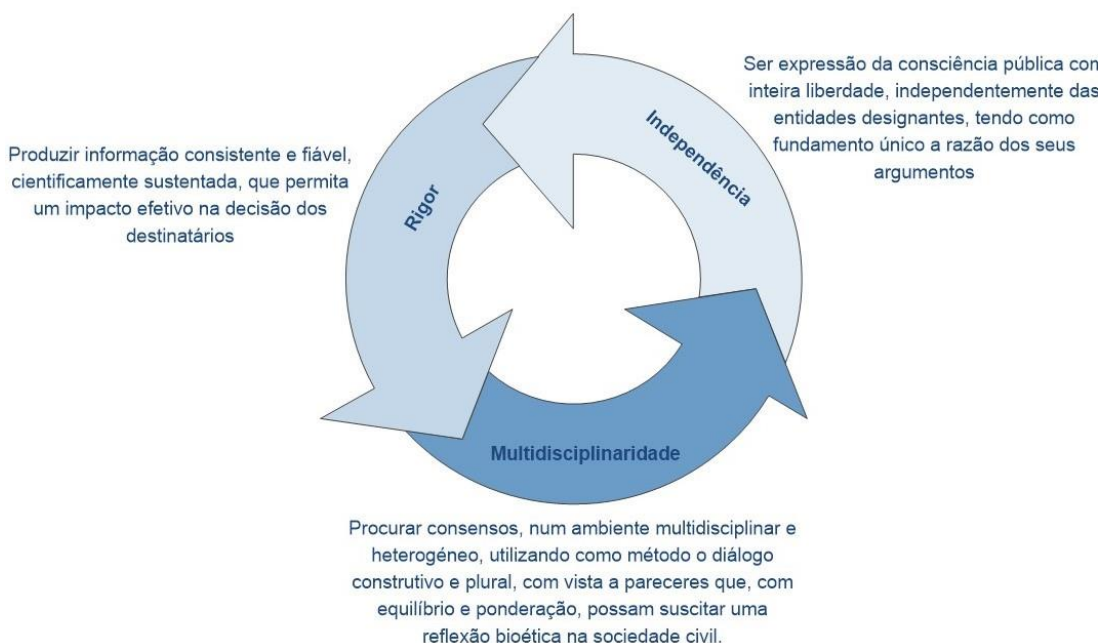 Ser expressão da consciência pública com
inteira liberdade, independentemente das
entidades designantes, tendo como
fundamento único a razão dos seus
argumentos
Independência
Produzir informação consistente e fiável,
cientificamente sustentada, que permita
um impacto efetivo na decisão dos
destinatários
Rigor
Multidisciplinaridade
Procurar consensos, num ambiente multidisciplinar e
heterogéneo, utilizando como método o diálogo
construtivo e plural, com vista a pareceres que, com
equilíbrio e ponderação, possam suscitar uma
reflexão bioética na sociedade civil.